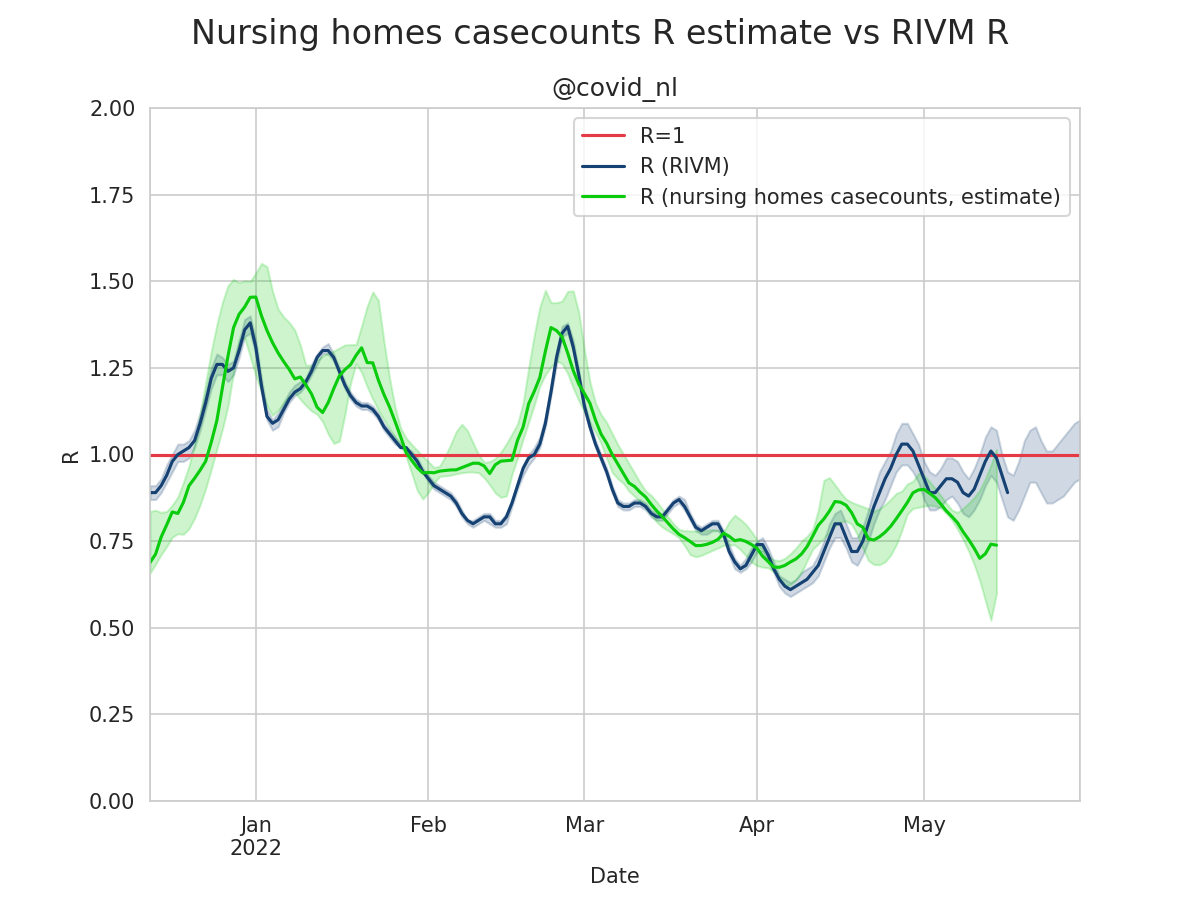 Nursing homes casecounts R estimate vs RIVM R
@covid_nl
2.00
1.75
1.50
1.25
1.00
0.75
0.50
0.25
0.00
R
R=1
R (RIVM)
R (nursing homes casecounts, estimate)
Jan Feb Mar Apr May
2022
Date